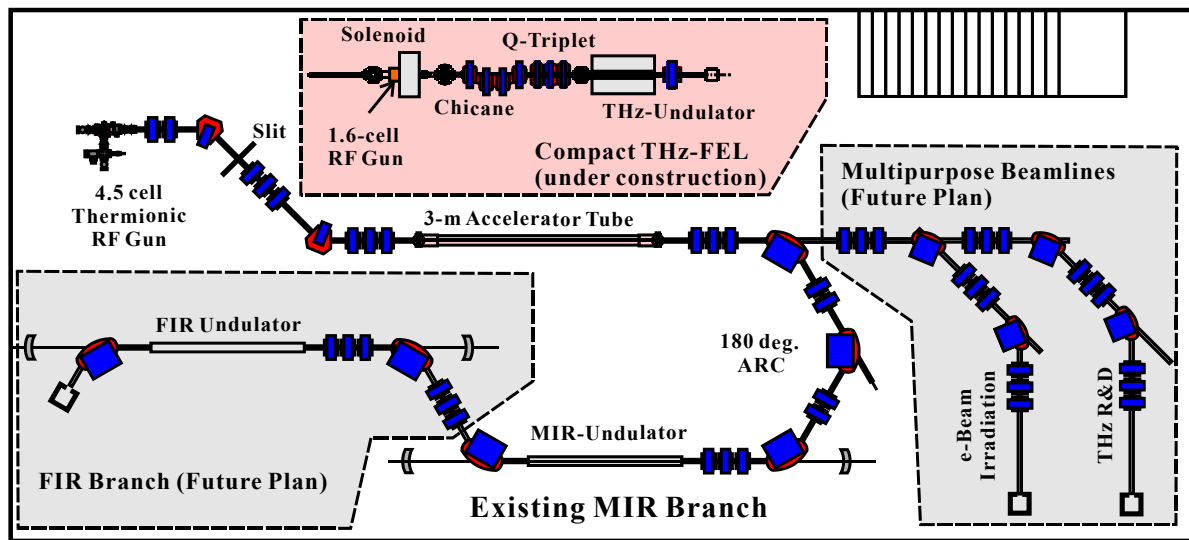 Solenoid
Q-Triplet
Chicane
THz-Undulator
1.6-cell
RF Gun
Compact THz-FEL
(under construction)
Slit
4.5 cell
Thermionic
RF Gun
3-m Accelerator Tube
Multipurpose Beamlines
(Future Plan)
FIR Undulator
180 deg.
ARC
e-Beam
Irradiation
THz R&D
MIR-Undulator
FIR Branch (Future Plan)
Existing MIR Branch